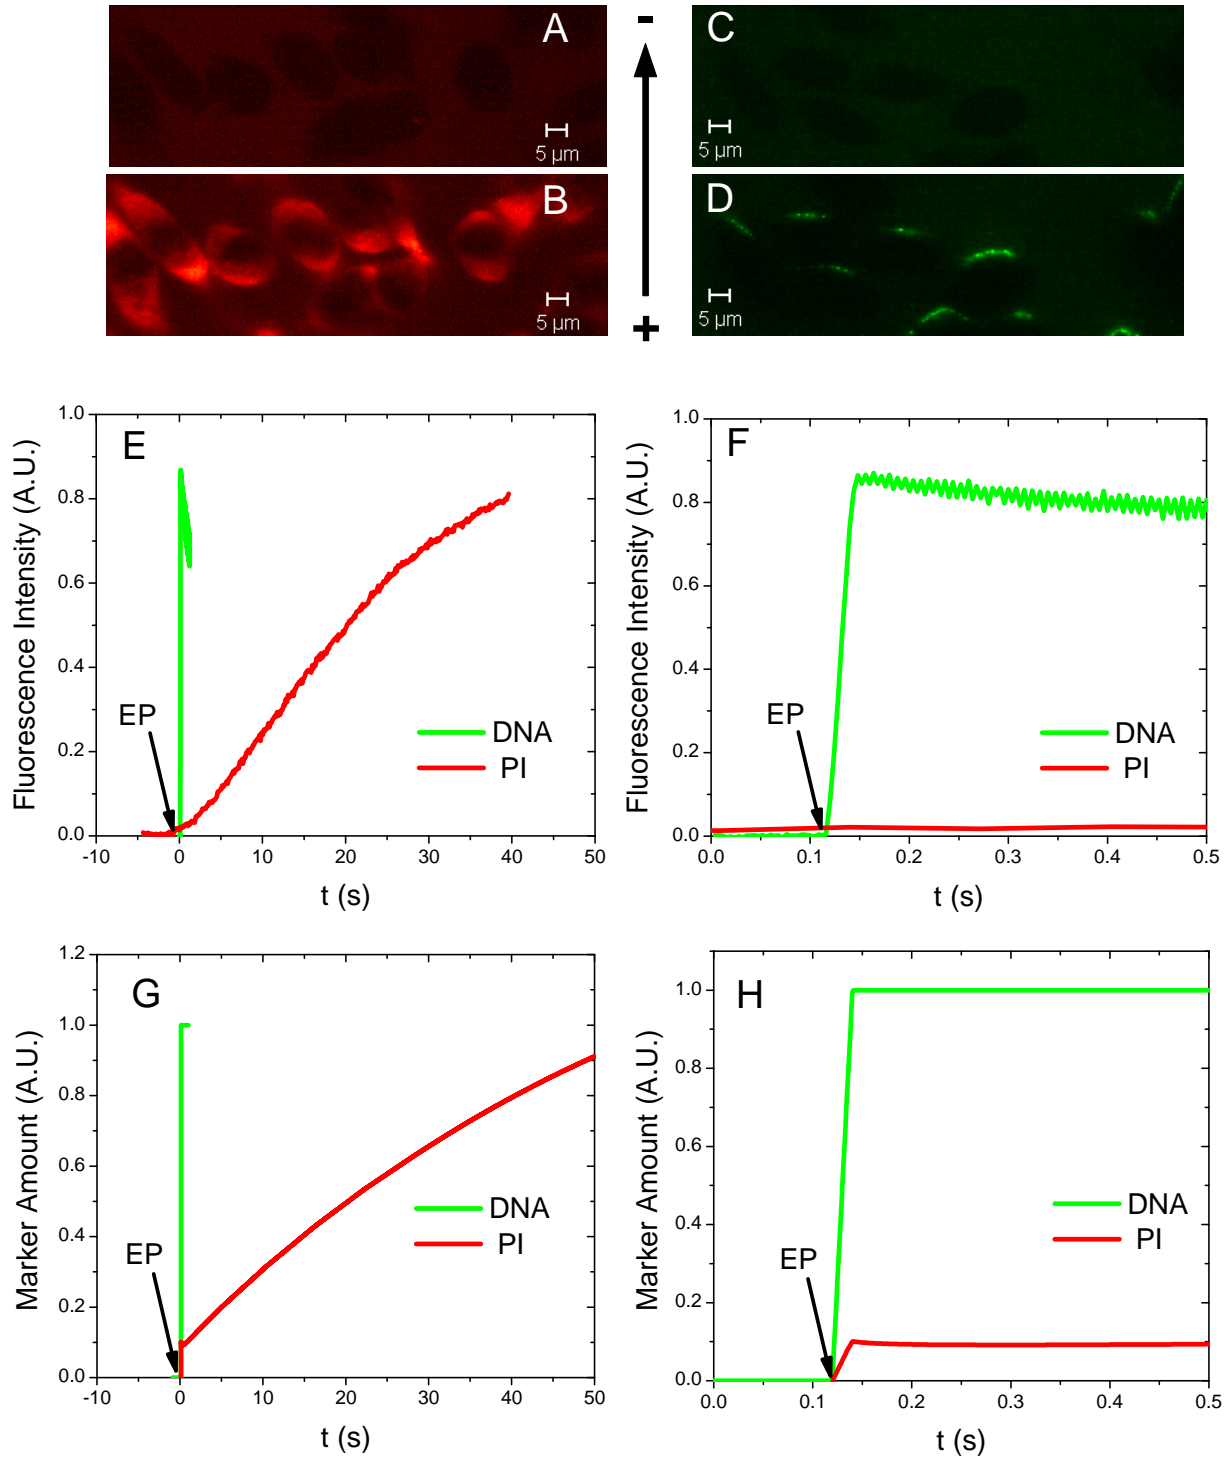 A
5 µm
B
5 µm
-
+
C
5 µm
D
5 µm
E
Fluorescence Intensity (A.U.)
1.0
0.8
0.6
0.4
0.2
0.0
EP
DNA
PI
-10 0 10 20 30 40 50
t (s)
F
Fluorescence Intensity (A.U.)
1.0
0.8
0.6
0.4
0.2
0.0
EP
DNA
PI
0.0 0.1 0.2 0.3 0.4 0.5
t (s)
G
Marker Amount (A.U.)
1.2
1.0
0.8
0.6
0.4
0.2
0.0
EP
DNA
PI
-10 0 10 20 30 40 50
t (s)
H
Marker Amount (A.U.)
1.0
0.8
0.6
0.4
0.2
0.0
EP
DNA
PI
0.0 0.1 0.2 0.3 0.4 0.5
t (s)